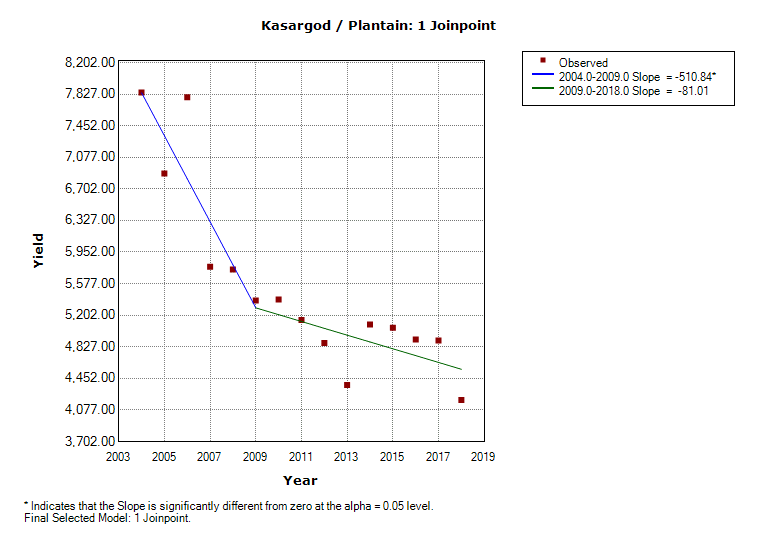 Kasargod / Plantain: 1 Joinpoint
Observed
2004.0-2009.0 Slope = -510.84*
2009.0-2018.0 Slope = -81.01
8,202.00
7,827.00
7,452.00
7,077.00
6,702.00
6,327.00
5,952.00
5,577.00
5,202.00
4,827.00
4,452.00
4,077.00
3,702.00
Yield
2003 2005 2007 2009 2011 2013 2015 2017 2019
Year
* Indicates that the Slope is significantly different from zero at the alpha = 0.05 level.
Final Selected Model: 1 Joinpoint.